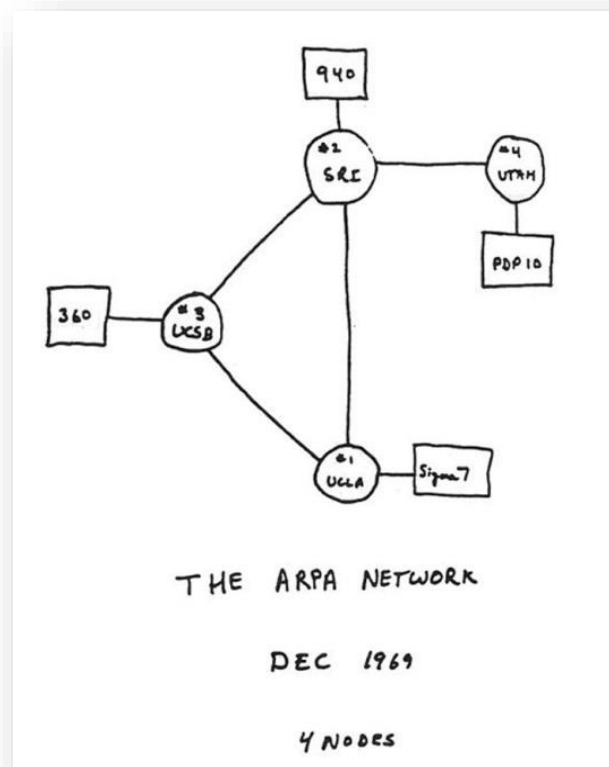 940
#2
SRI
#4
UTAH
PDP 10
360
#3
UCSB
#1
UCLA
Sigma 7
THE ARPA NETWORK
DEC 1969
4 NODES